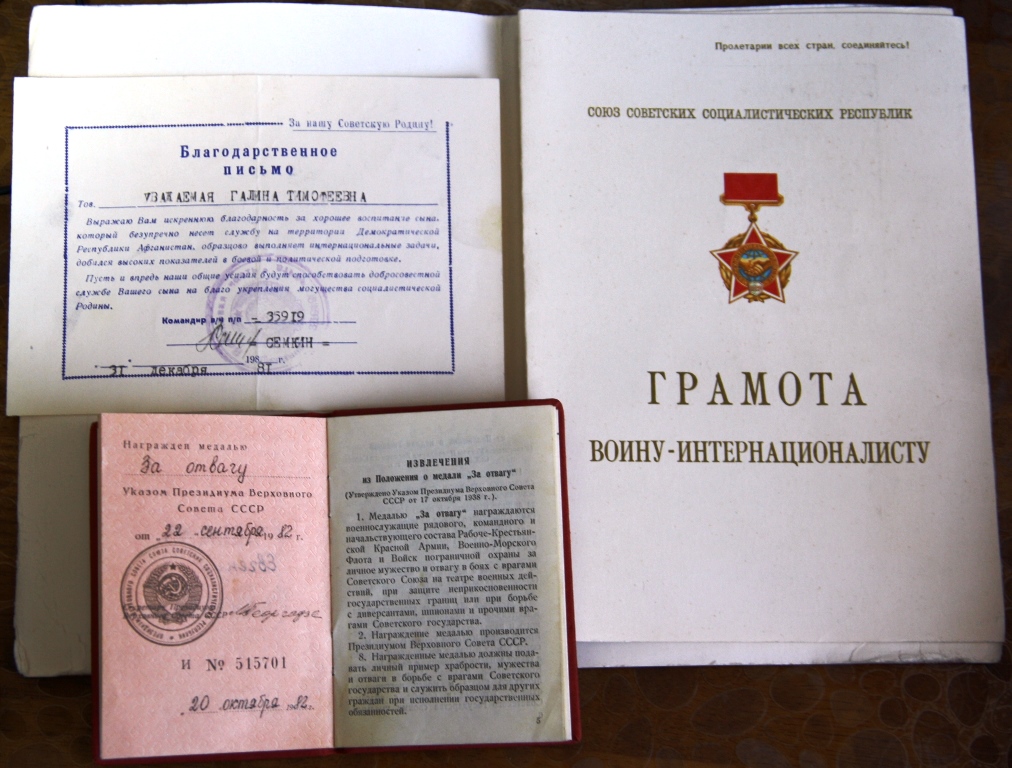 За нашу Советскую Родину!
Благодарственное
письмо
Тов. УВАЖАЕМАЯ ГАЛИНА ТИМОФЕЕВНА
Выражаю Вам искреннюю благодарность за хорошее воспитание сына,
который безупречно несет службу на территории Демократической
Республики Афганистан, образцово выполняет интернациональные задачи,
добился высоких показателей в боевой и политической подготовке.
Пусть и впредь наши общие усилия будут способствовать добросовестной
службе Вашего сына на благо укрепления могущества социалистической
Родины.
Командир в/ч п/п - 35919
= СЕМКИН =
198 г.
31 декабря 81
Пролетарии всех стран, соединяйтесь!
СОЮЗ СОВЕТСКИХ СОЦИАЛИСТИЧЕСКИХ РЕСПУБЛИК
ГРАМОТА
ВОИНУ-ИНТЕРНАЦИОНАЛИСТУ
Награжден медалью
За отвагу
Указом Президиума Верховного
Совета СССР
от „22„ сентября 1982 г.
И № 515701
„20„ октября 1982г.
ИЗВЛЕЧЕНИЯ
из Положения о медали „За отвагу“
(Утверждено Указом Президиума Верховного Совета
СССР от 17 октября 1938 г.).
1. Медалью „За отвагу“ награждаются
военнослужащие рядового, командного и
начальствующего состава Рабоче-Крестьян-
ской Красной Армии, Военно-Морского
Флота и Войск пограничной охраны за
личное мужество и отвагу в боях с врагами
Советского Союза на театре военных дей-
ствий, при защите неприкосновенности
государственных границ или при борьбе
с диверсантами, шпионами и прочими вра-
гами Советского государства.
2. Награждение медалью производится
Президиумом Верховного Совета СССР.
8. Награжденные медалью должны пода-
вать личный пример храбрости, мужества
и отваги в борьбе с врагами Советского
государства и служить образцом для других
граждан при исполнении государственных
обязанностей.